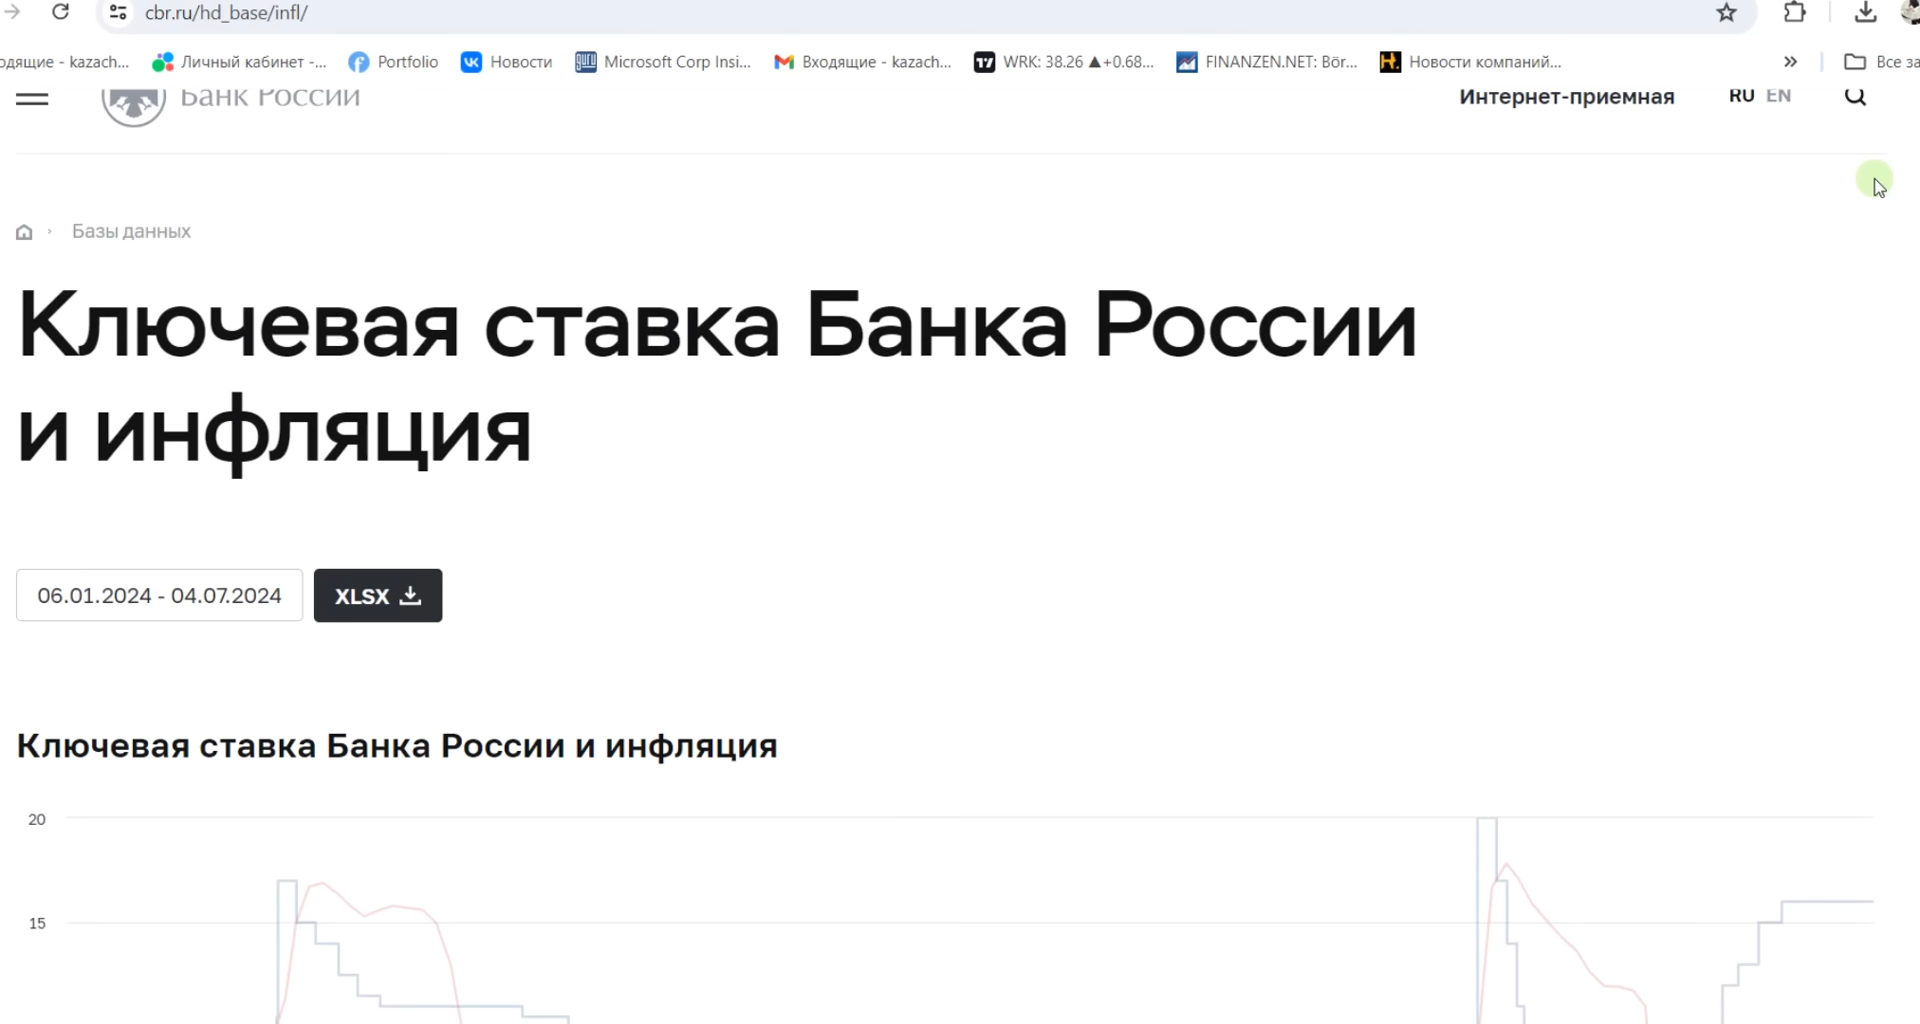 cbr.ru/hd_base/infl/
одящие - kazach... Личный кабинет -... Portfolio Новости Microsoft Corp Insi... Входящие - kazach... WRK: 38.26 ▲+0.68... FINANZEN.NET: Bör... Новости компаний... » Все за
Банк России Интернет-приемная RU EN
Базы данных
Ключевая ставка Банка России
и инфляция
06.01.2024 - 04.07.2024 XLSX
Ключевая ставка Банка России и инфляция
20
15